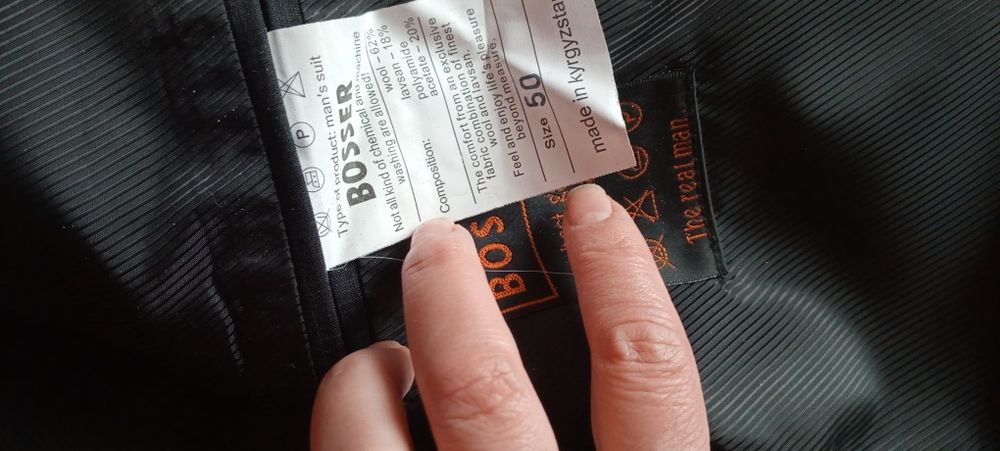 Type of product: man's suit
BOSSER
Not all kind of chemical and machine
washing are allowed!
Composition:
wool – 62%
lavsan – 18%
polyamide
acetate – 20%
The comfort from an exclusive
fabric combination of finest
wool and lavsan.
Feel and enjoy life's pleasure
beyond measure.
Size 50
made in Kyrgyzstan
P
BOS
The real man.